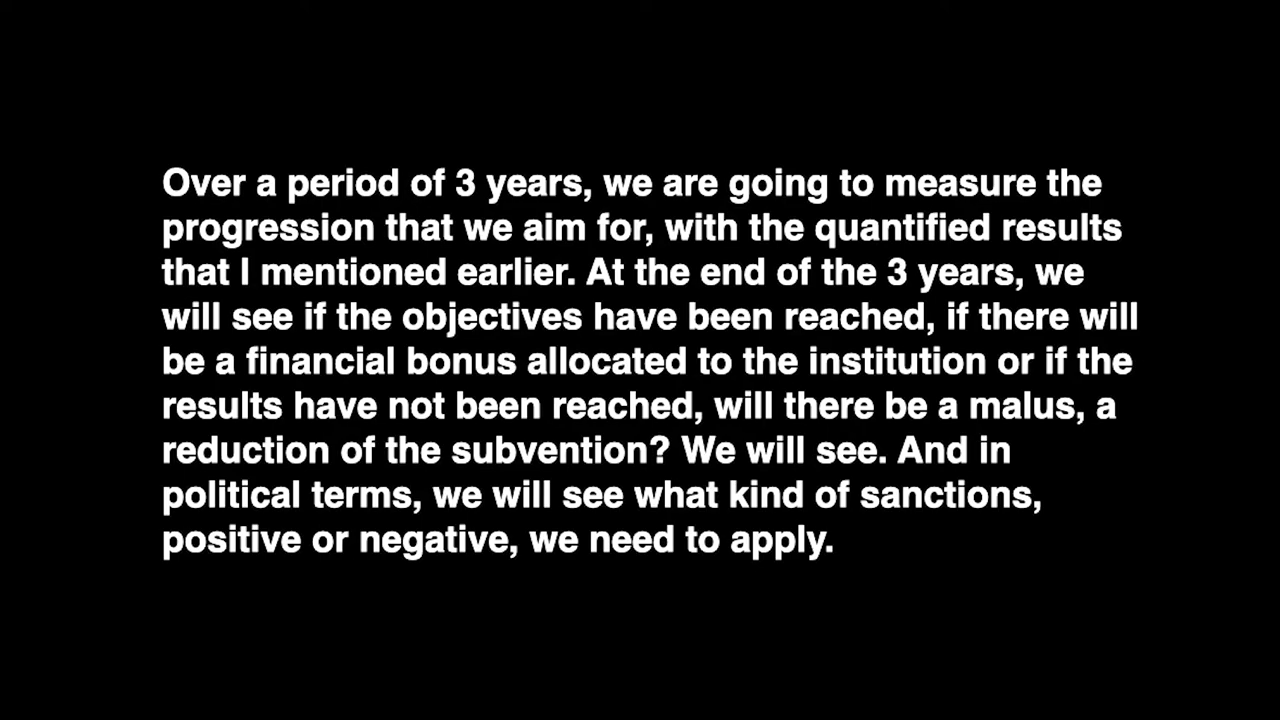 Over a period of 3 years, we are going to measure the
progression that we aim for, with the quantified results
that I mentioned earlier. At the end of the 3 years, we
will see if the objectives have been reached, if there will
be a financial bonus allocated to the institution or if the
results have not been reached, will there be a malus, a
reduction of the subvention? We will see. And in
political terms, we will see what kind of sanctions,
positive or negative, we need to apply.